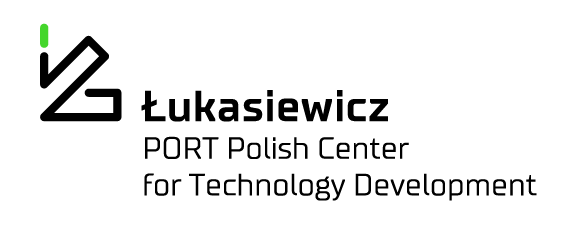 Łukasiewicz
PORT Polish Center
for Technology Development